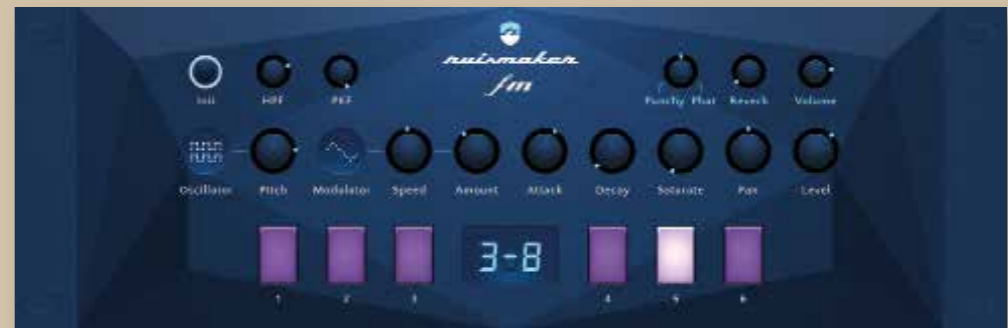 ruismaker
fm
Init HPF PKF Punchy Phat Reverb Volume
Oscillator Pitch Modulator Speed Amount Attack Decay Saturate Pan Level
3-8
1 2 3 4 5 6